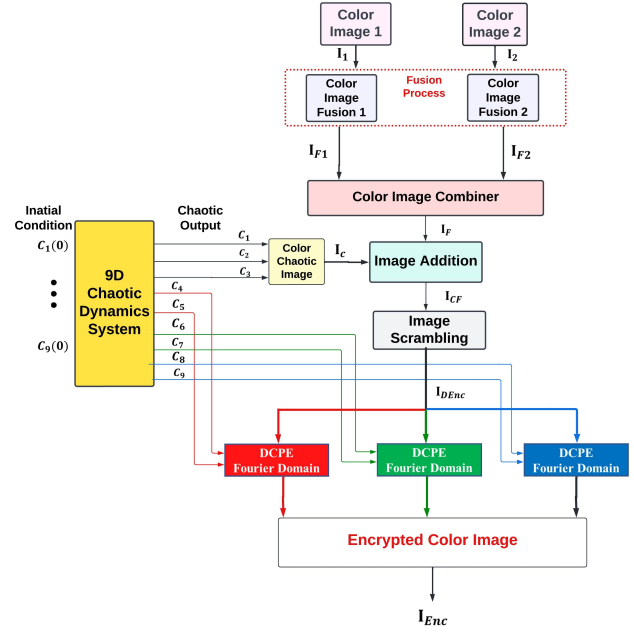 Color
Image 1
Color
Image 2
I1
I2
Fusion
Process
Color
Image
Fusion 1
Color
Image
Fusion 2
IF1
IF2
Color Image Combiner
Inatial
Condition
Chaotic
Output
IF
C1(0)
C1
C2
C3
Color
Chaotic
Image
Ic
Image Addition
9D
Chaotic
Dynamics
System
C4
C5
C6
C7
C8
C9
C9(0)
ICF
Image
Scrambling
IDEnc
DCPE
Fourier Domain
DCPE
Fourier Domain
DCPE
Fourier Domain
Encrypted Color Image
IEnc